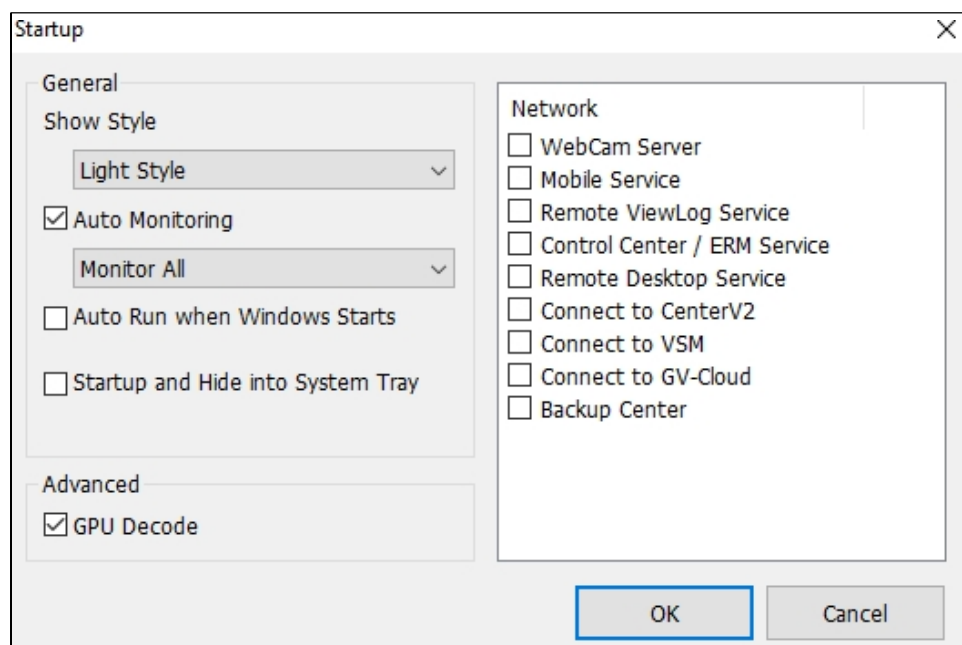 Startup
General
Show Style
Light Style
Auto Monitoring
Monitor All
Auto Run when Windows Starts
Startup and Hide into System Tray
Advanced
GPU Decode
Network
WebCam Server
Mobile Service
Remote ViewLog Service
Control Center / ERM Service
Remote Desktop Service
Connect to CenterV2
Connect to VSM
Connect to GV-Cloud
Backup Center
OK
Cancel